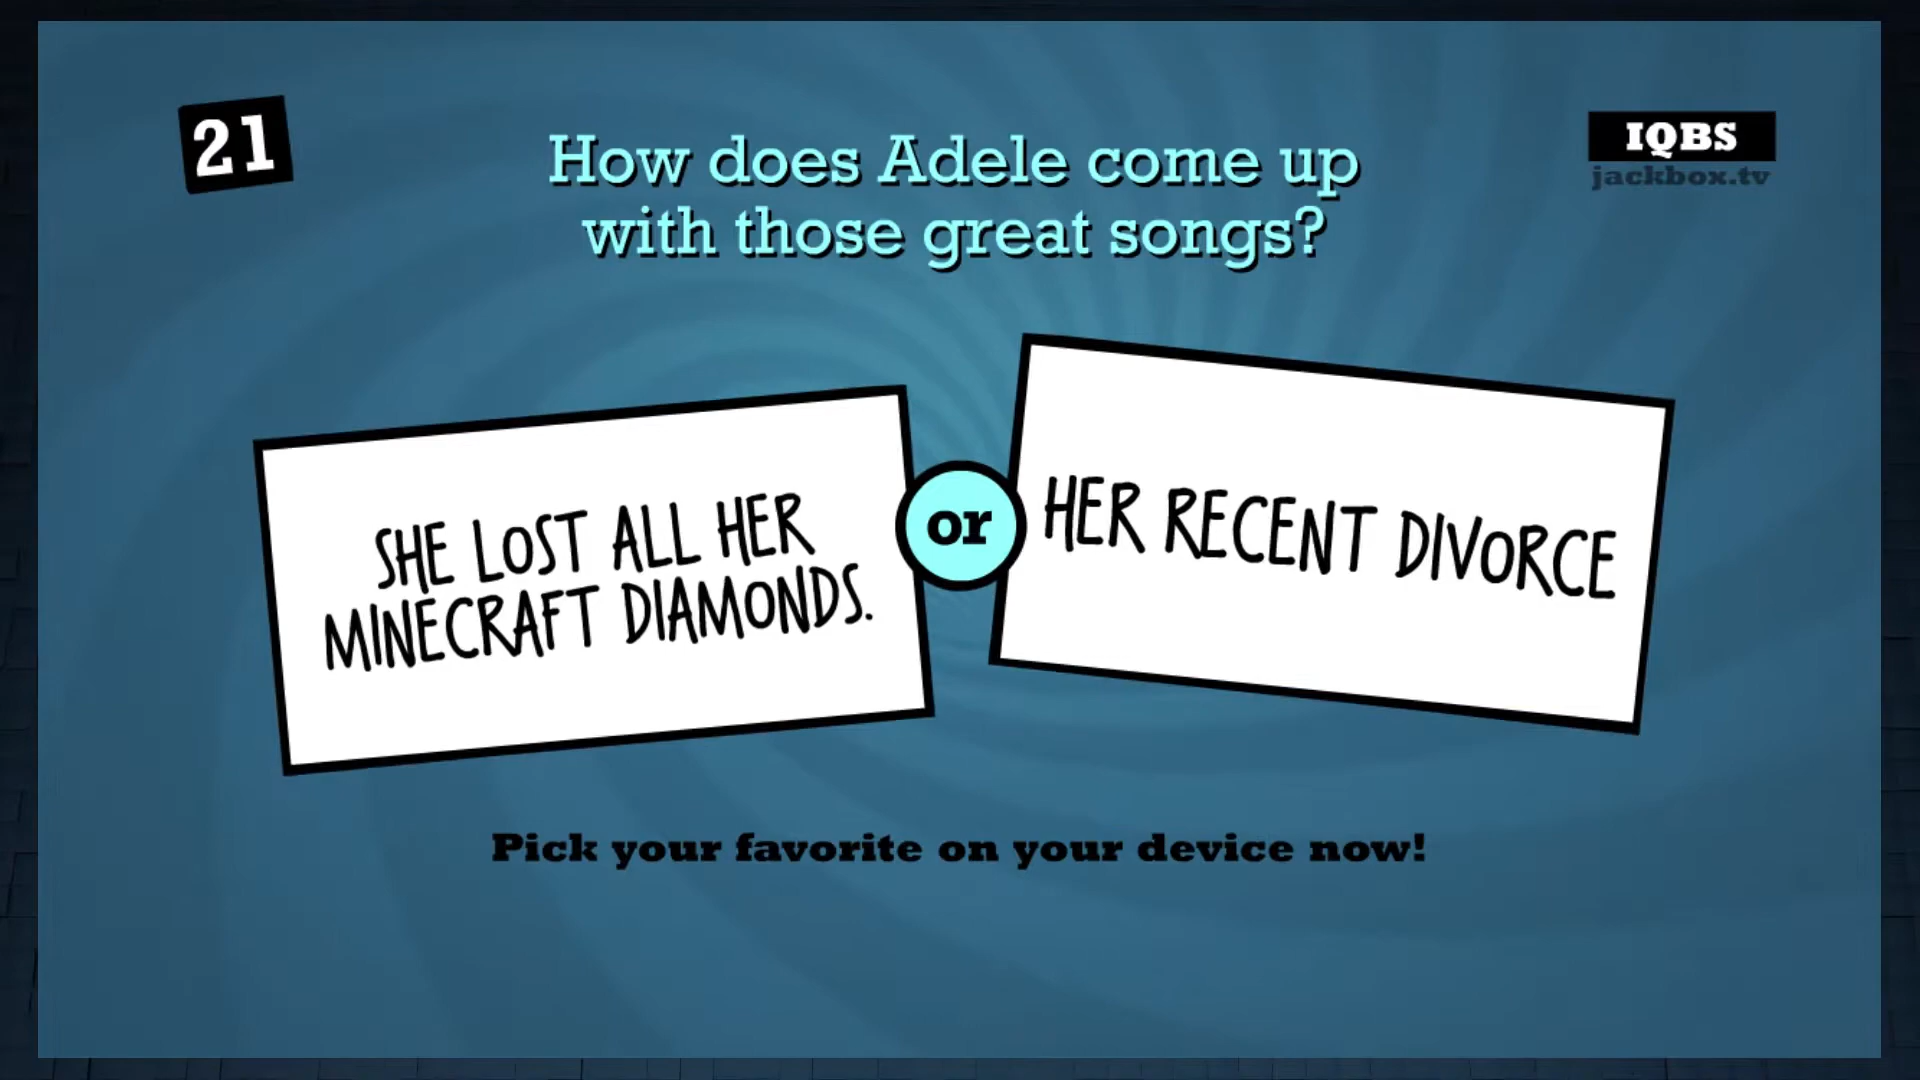 21
How does Adele come up
with those great songs?
IQBS
jackbox.tv
SHE LOST ALL HER
MINECRAFT DIAMONDS.
or
HER RECENT DIVORCE
Pick your favorite on your device now!